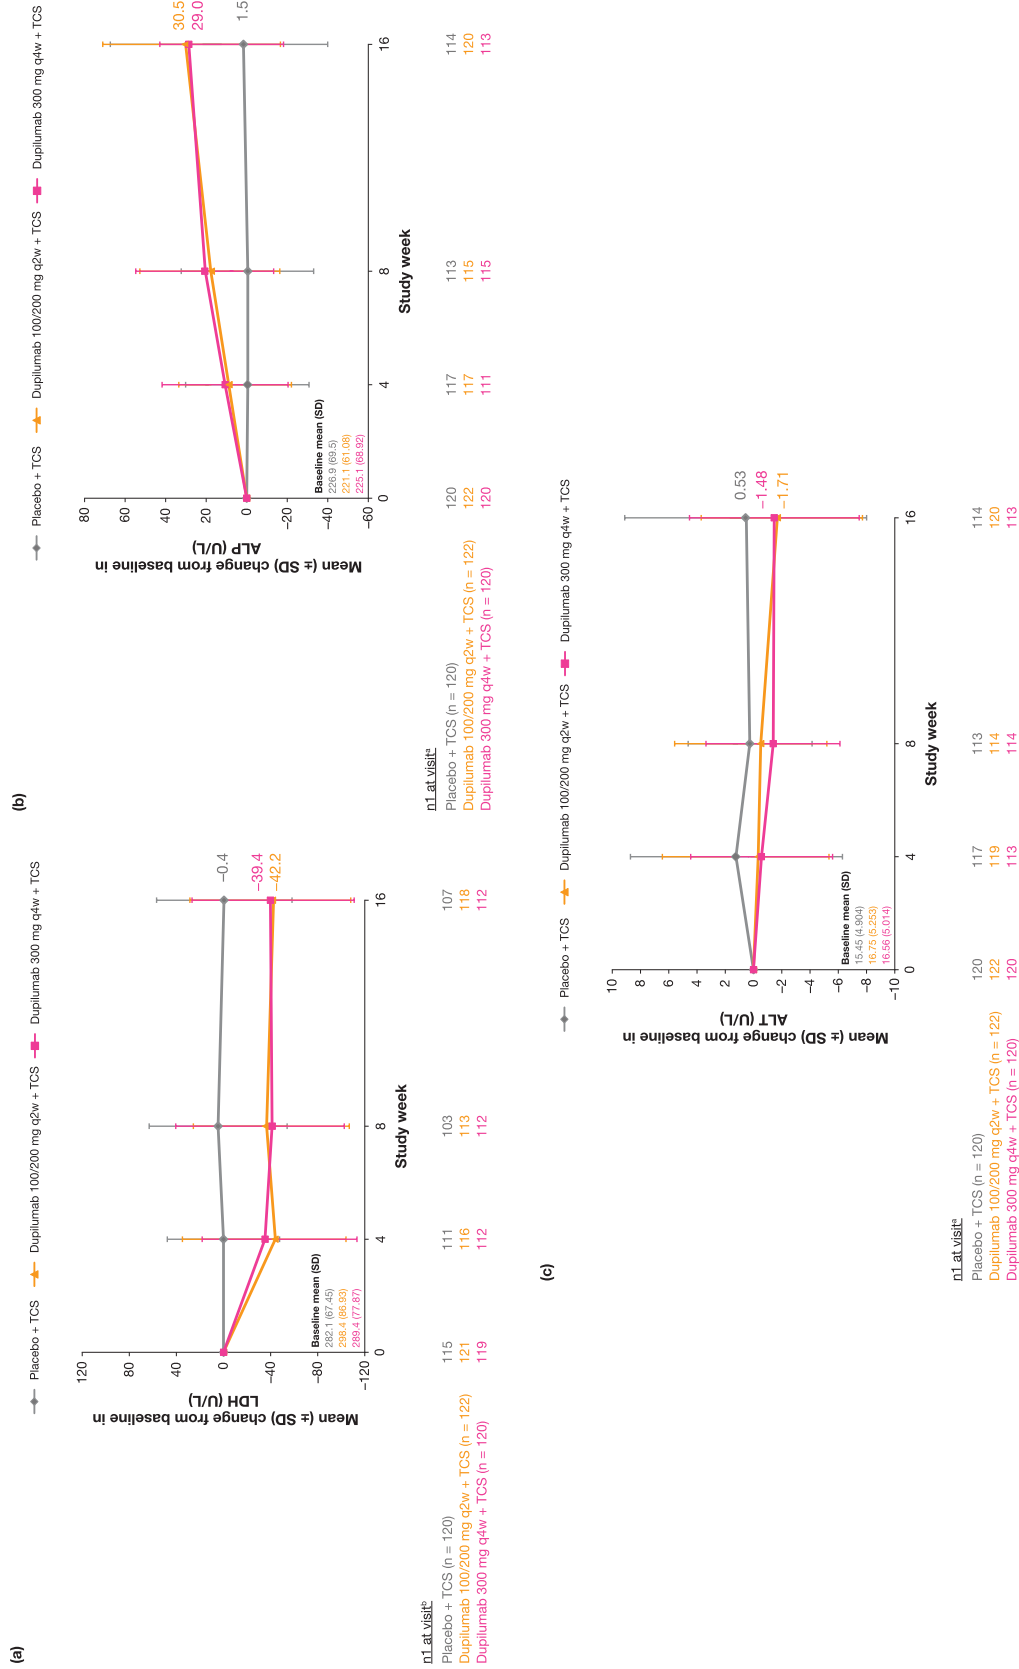 (a)
Placebo + TCS Dupilumab 100/200 mg q2w + TCS Dupilumab 300 mg q4w + TCS
Mean (± SD) change from baseline in
LDH (U/L)
120
80
40
0
−40
−80
−120
−0.4
−39.4
−42.2
Baseline mean (SD)
282.1 (67.45)
298.4 (86.93)
289.4 (77.87)
0 4 8 16
Study week
n1 at visitᵇ
Placebo + TCS (n = 120) 115 111 103 107
Dupilumab 100/200 mg q2w + TCS (n = 122) 121 116 113 118
Dupilumab 300 mg q4w + TCS (n = 120) 119 112 112 112
(b)
Placebo + TCS Dupilumab 100/200 mg q2w + TCS Dupilumab 300 mg q4w + TCS
Mean (± SD) change from baseline in
ALP (U/L)
80
60
40
20
0
−20
−40
−60
30.5
29.0
1.5
Baseline mean (SD)
226.9 (69.5)
221.1 (61.08)
225.1 (68.92)
0 4 8 16
Study week
n1 at visitᵃ
Placebo + TCS (n = 120) 120 117 113 114
Dupilumab 100/200 mg q2w + TCS (n = 122) 122 117 115 120
Dupilumab 300 mg q4w + TCS (n = 120) 120 111 115 113
(c)
Placebo + TCS Dupilumab 100/200 mg q2w + TCS Dupilumab 300 mg q4w + TCS
Mean (± SD) change from baseline in
ALT (U/L)
10
8
6
4
2
0
−2
−4
−6
−8
−10
0.53
−1.48
−1.71
Baseline mean (SD)
15.45 (4.904)
16.75 (5.253)
16.56 (5.014)
0 4 8 16
Study week
n1 at visitᵃ
Placebo + TCS (n = 120) 120 117 113 114
Dupilumab 100/200 mg q2w + TCS (n = 122) 122 119 114 120
Dupilumab 300 mg q4w + TCS (n = 120) 120 113 114 113